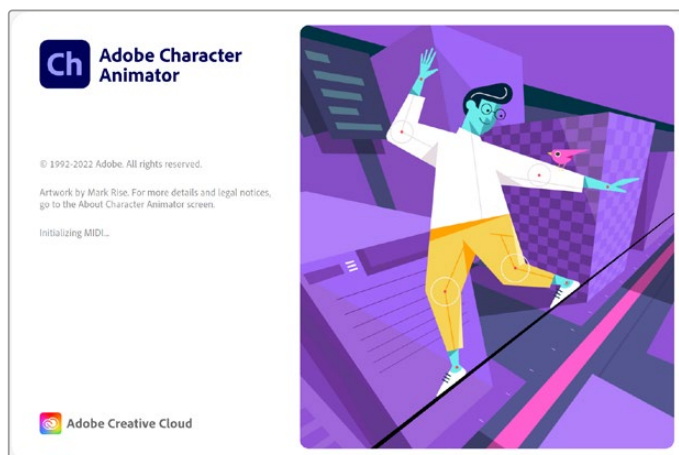 Ch
Adobe Character
Animator
© 1992-2022 Adobe. All rights reserved.
Artwork by Mark Rise. For more details and legal notices,
go to the About Character Animator screen.
Initializing MIDI...
Adobe Creative Cloud